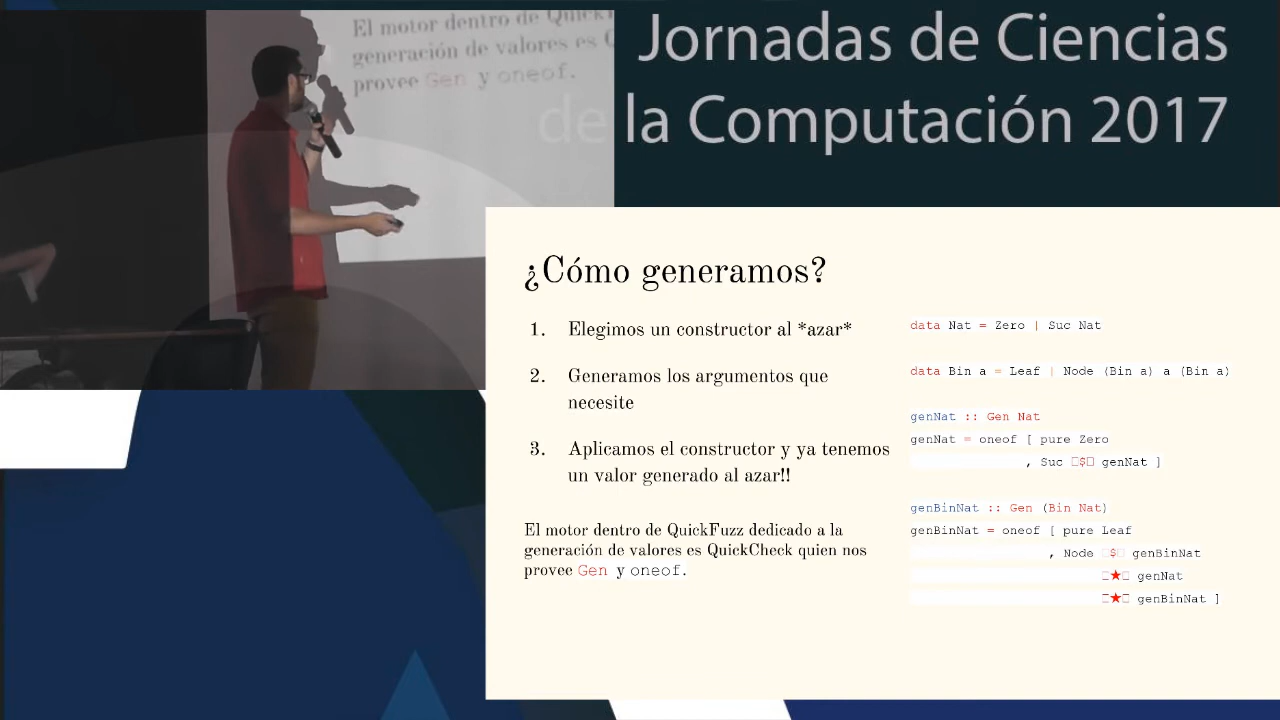 El motor dentro de Quick
generación de valores es
provee Gen y oneof.
Jornadas de Ciencias
de la Computación 2017
¿Cómo generamos?
1. Elegimos un constructor al *azar*
2. Generamos los argumentos que
necesite
3. Aplicamos el constructor y ya tenemos
un valor generado al azar!!
El motor dentro de QuickFuzz dedicado a la
generación de valores es QuickCheck quien nos
provee Gen y oneof.
data Nat = Zero | Suc Nat
data Bin a = Leaf | Node (Bin a) a (Bin a)
genNat :: Gen Nat
genNat = oneof [ pure Zero
, Suc □$□ genNat ]
genBinNat :: Gen (Bin Nat)
genBinNat = oneof [ pure Leaf
, Node □$□ genBinNat
□★□ genNat
□★□ genBinNat ]